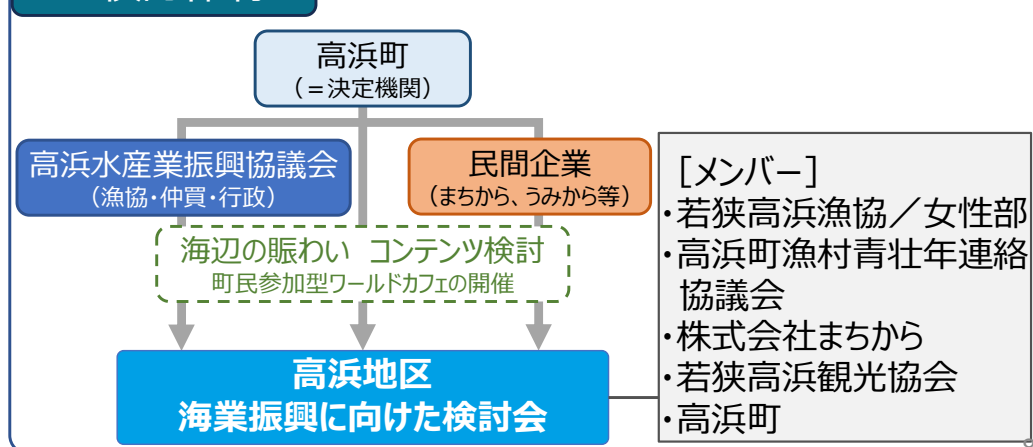 高浜町
(=決定機関)
高浜水産業振興協議会
(漁協・仲買・行政)
民間企業
(まちから、うみから等)
海辺の賑わい コンテンツ検討
町民参加型ワールドカフェの開催
高浜地区
海業振興に向けた検討会
[メンバー]
・若狭高浜漁協/女性部
・高浜町漁村青壮年連絡
協議会
・株式会社まちから
・若狭高浜観光協会
・高浜町